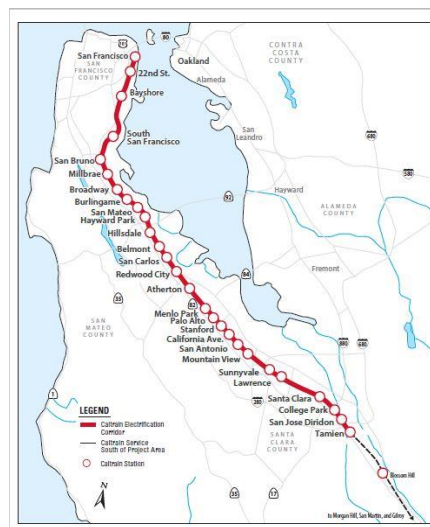 101
80
San Francisco
SAN
FRANCISCO
COUNTY
Oakland
CONTRA
COSTA
COUNTY
22nd St.
Alameda
Bayshore
South
San Francisco
San
Leandro
680
580
San Bruno
Millbrae
Broadway
Burlingame
San Mateo
Hayward Park
Hillsdale
Belmont
San Carlos
Redwood City
Atherton
92
Hayward
ALAMEDA
COUNTY
84
Fremont
35
82
SAN
MATEO
COUNTY
Menlo Park
Palo Alto
Stanford
California Ave.
San Antonio
Mountain View
Sunnyvale
Lawrence
880
680
1
280
Santa Clara
College Park
San Jose Diridon
Tamien
SANTA
CLARA
COUNTY
LEGEND
Caltrain Electrification
Corridor
Caltrain Service
South of Project Area
Caltrain Station
N
35
17
Blossom Hill
to Morgan Hill, San Martin, and Gilroy